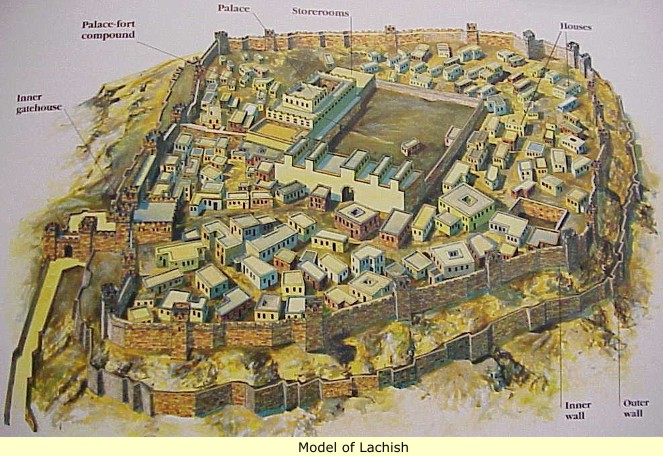 Palace
Storerooms
Palace-fort
compound
Houses
Inner
gatehouse
Inner
wall
Outer
wall
Model of Lachish